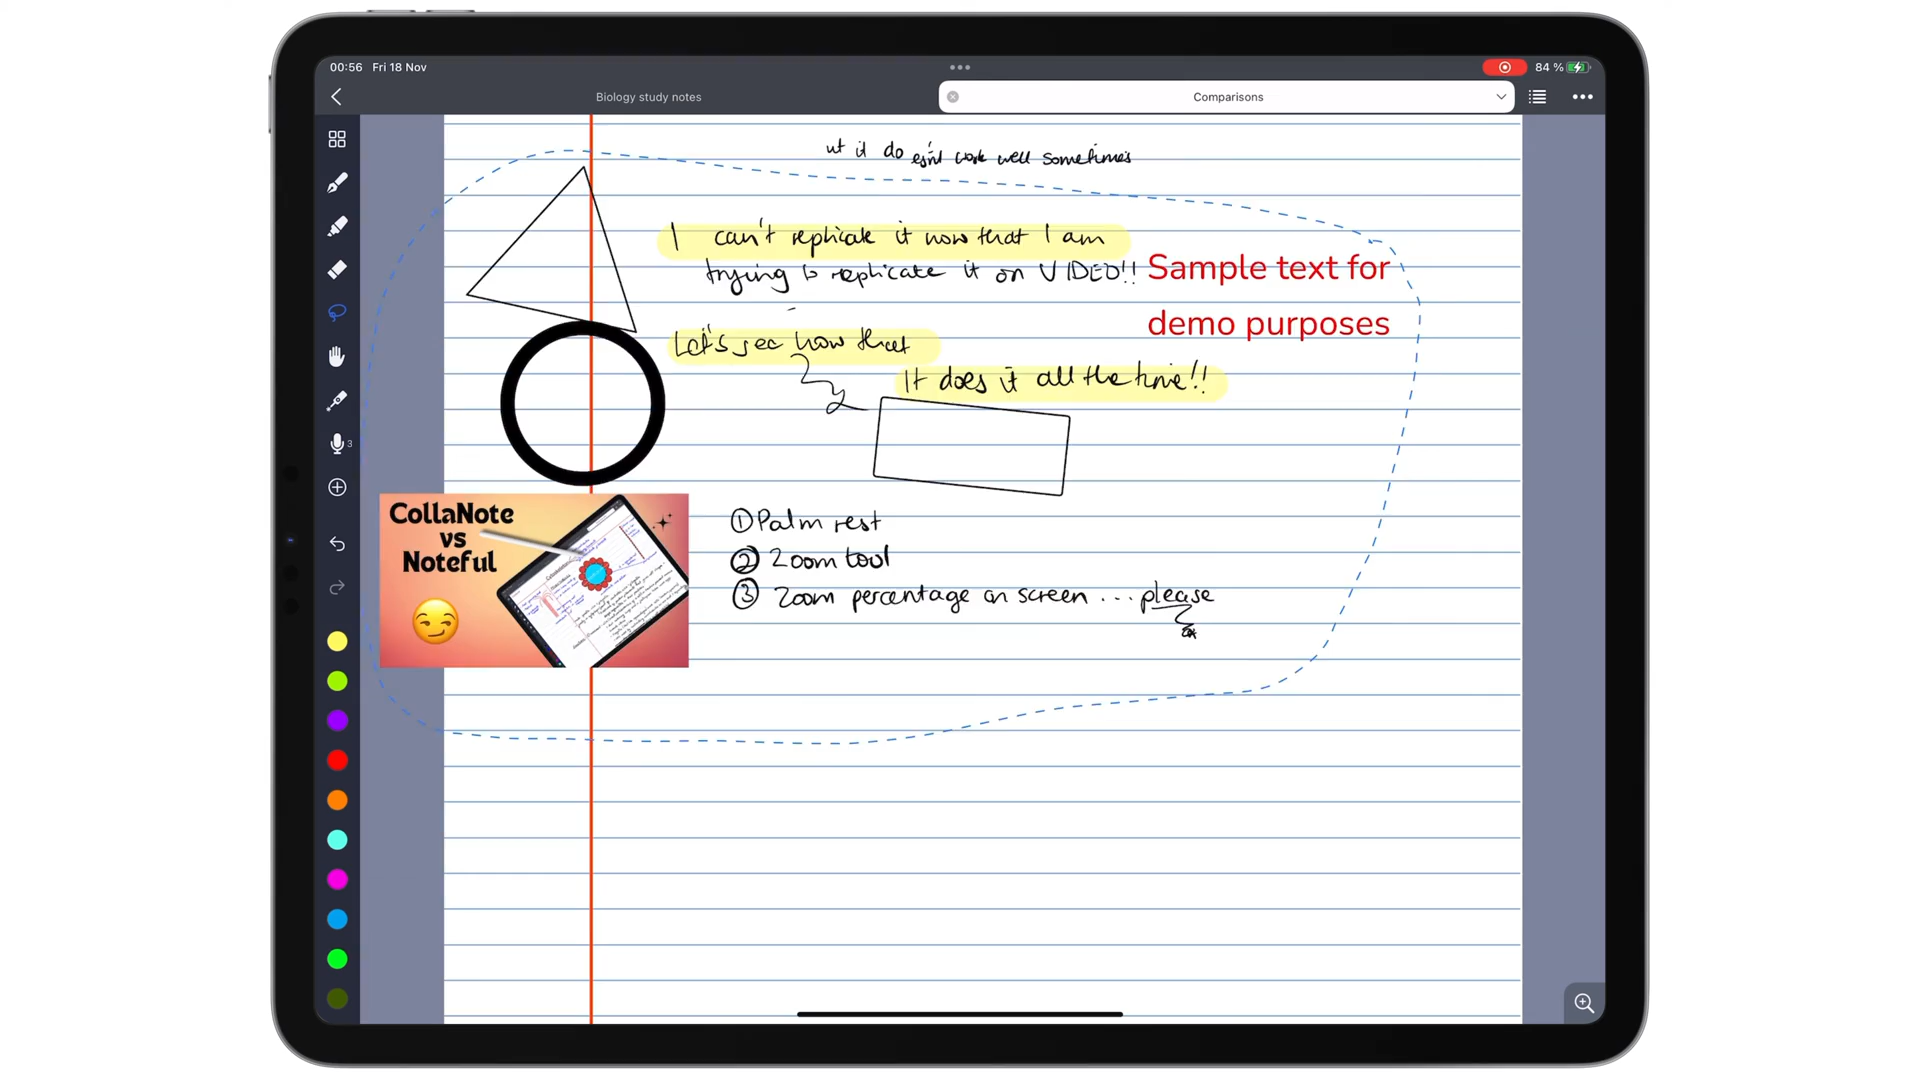 00:56 Fri 18 Nov
84 %
Biology study notes
Comparisons
3
ut it do esn't work well sometimes
I can't replicate it now that I am
trying to replicate it on VIDEO!!
Sample text for
demo purposes
Let's see how that
It does it all the time!!
CollaNote
vs
Noteful
① Palm rest
② Zoom tool
③ Zoom percentage on screen ... please